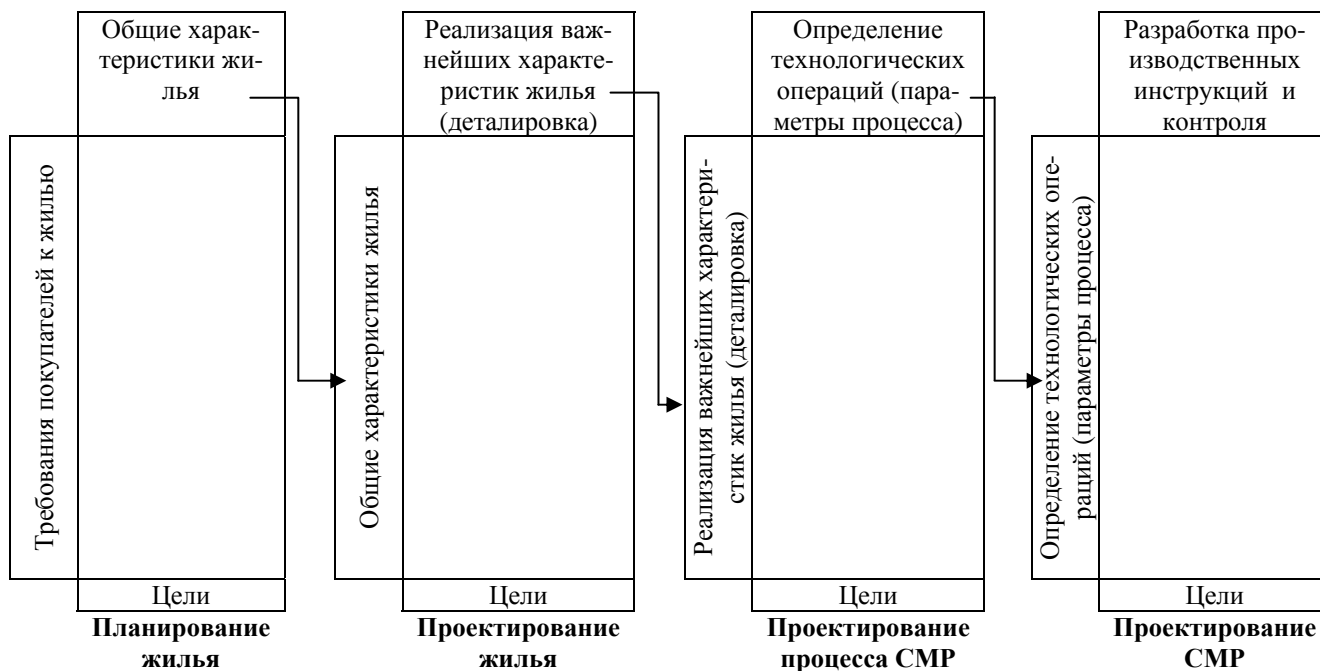 Общие харак-
теристики жи-
лья
Требования покупателей к жилью
Цели
Планирование
жилья
Реализация важ-
нейших характе-
ристик жилья
(деталировка)
Общие характеристики жилья
Цели
Проектирование
жилья
Определение
технологических
операций (пара-
метры процесса)
Реализация важнейших характери-
стик жилья (деталировка)
Цели
Проектирование
процесса СМР
Разработка про-
изводственных
инструкций и
контроля
Определение технологических опе-
раций (параметры процесса)
Цели
Проектирование
СМР